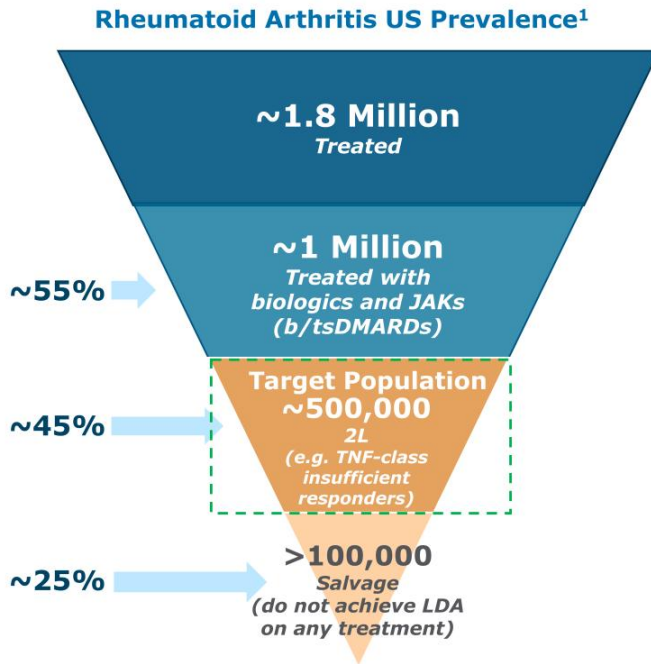 Rheumatoid Arthritis US Prevalence¹
~1.8 Million
Treated
~1 Million
Treated with
biologics and JAKs
(b/tsDMARDs)
~55%
Target Population
~500,000
2L
(e.g. TNF-class
insufficient
responders)
~45%
>100,000
Salvage
(do not achieve LDA
on any treatment)
~25%